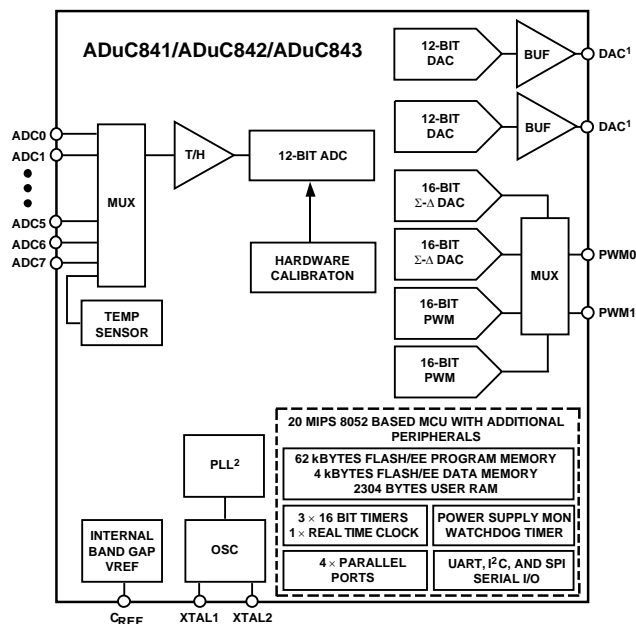 ADuC841/ADuC842/ADuC843
12-BIT
DAC
BUF
DAC¹
12-BIT
DAC
BUF
DAC¹
ADC0
ADC1
ADC5
ADC6
ADC7
MUX
T/H
12-BIT ADC
HARDWARE
CALIBRATON
TEMP
SENSOR
16-BIT
Σ-Δ DAC
16-BIT
Σ-Δ DAC
16-BIT
PWM
16-BIT
PWM
MUX
PWM0
PWM1
20 MIPS 8052 BASED MCU WITH ADDITIONAL
PERIPHERALS
62 kBYTES FLASH/EE PROGRAM MEMORY
4 kBYTES FLASH/EE DATA MEMORY
2304 BYTES USER RAM
3 × 16 BIT TIMERS
1 × REAL TIME CLOCK
POWER SUPPLY MON
WATCHDOG TIMER
4 × PARALLEL
PORTS
UART, I²C, AND SPI
SERIAL I/O
PLL²
OSC
INTERNAL
BAND GAP
VREF
CREF
XTAL1
XTAL2